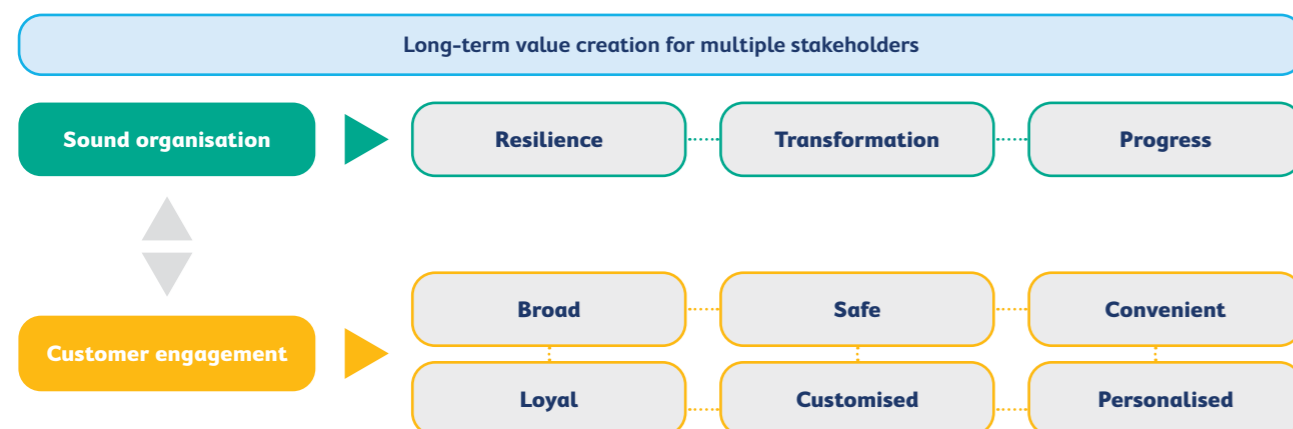 Long-term value creation for multiple stakeholders
Sound organisation
Resilience
Transformation
Progress
Customer engagement
Broad
Safe
Convenient
Loyal
Customised
Personalised